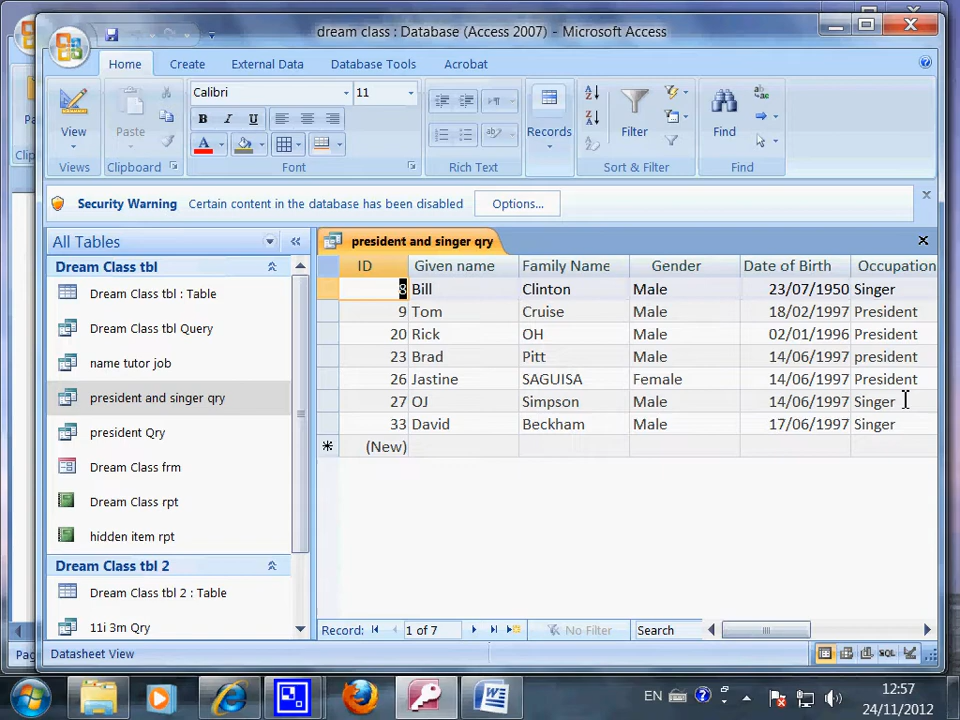 dream class : Database (Access 2007) - Microsoft Access
Home Create External Data Database Tools Acrobat
Calibri 11
View Paste B I U A Records Filter Find
Views Clipboard Font Rich Text Sort & Filter Find
Security Warning Certain content in the database has been disabled Options...
All Tables president and singer qry
ID Given name Family Name Gender Date of Birth Occupation
8 Bill Clinton Male 23/07/1950 Singer
9 Tom Cruise Male 18/02/1997 President
20 Rick OH Male 02/01/1996 President
23 Brad Pitt Male 14/06/1997 president
26 Jastine SAGUISA Female 14/06/1997 President
27 OJ Simpson Male 14/06/1997 Singer
33 David Beckham Male 17/06/1997 Singer
(New)
Dream Class tbl
Dream Class tbl : Table
Dream Class tbl Query
name tutor job
president and singer qry
president Qry
Dream Class frm
Dream Class rpt
hidden item rpt
Dream Class tbl 2
Dream Class tbl 2 : Table
11i 3m Qry
Record: 1 of 7 No Filter Search
Datasheet View SQL
EN 12:57
24/11/2012